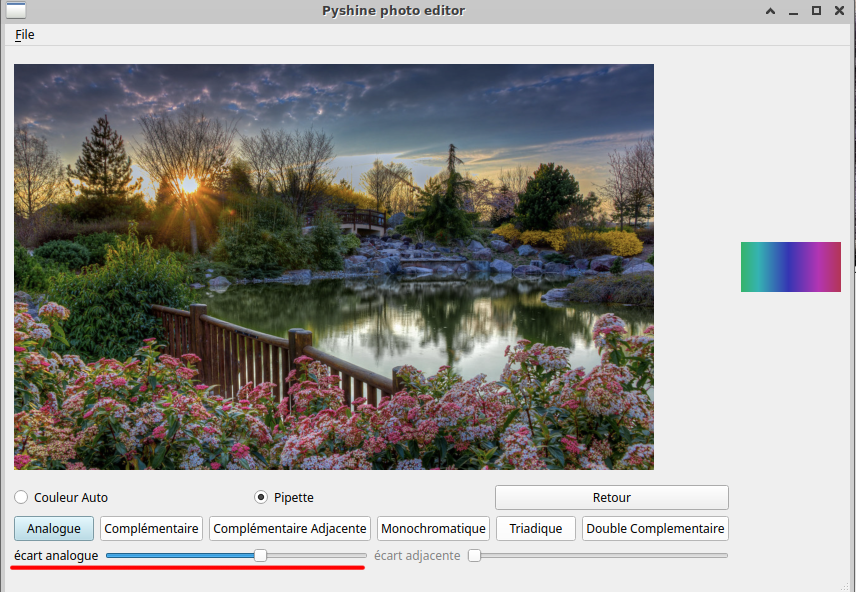 Pyshine photo editor
File
Couleur Auto
Pipette
Retour
Analogue
Complémentaire
Complémentaire Adjacente
Monochromatique
Triadique
Double Complementaire
écart analogue
écart adjacente